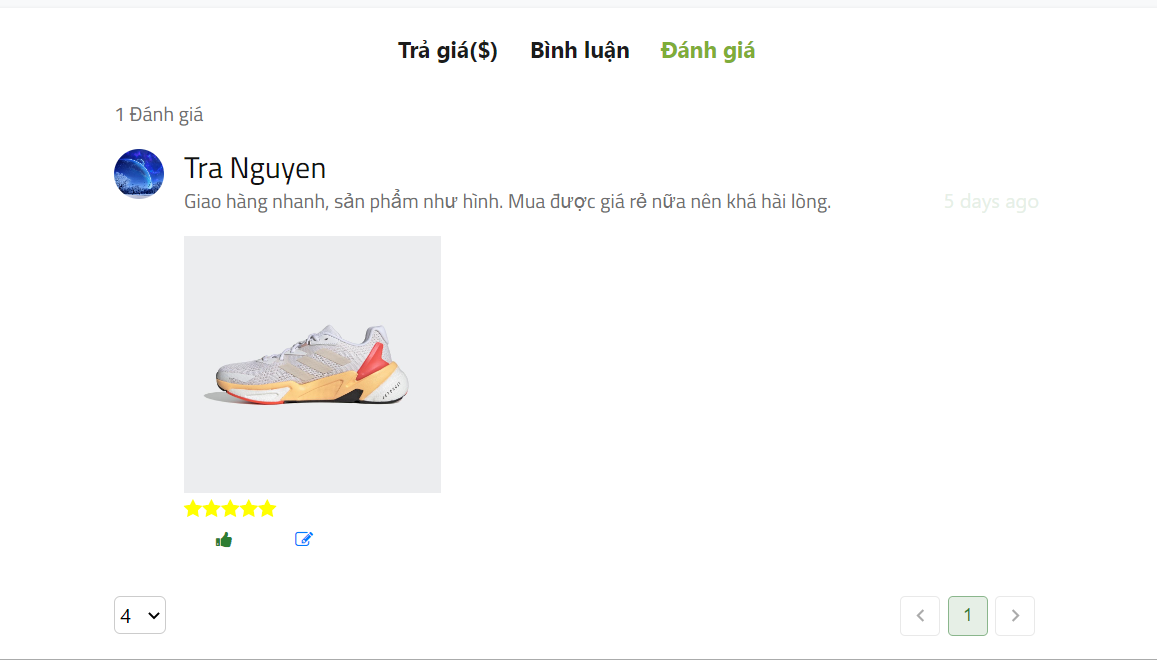 Trả giá($) Bình luận Đánh giá
1 Đánh giá
Tra Nguyen
Giao hàng nhanh, sản phẩm như hình. Mua được giá rẻ nữa nên khá hài lòng.
5 days ago
4
1